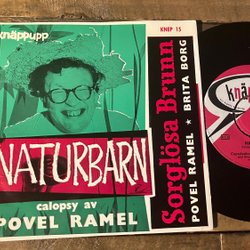 knäppupp
KNEP 15
NATURBARN
calopsy av
POVEL RAMEL
Sorglösa Brunn
POVEL RAMEL ★ BRITA BORG
knä